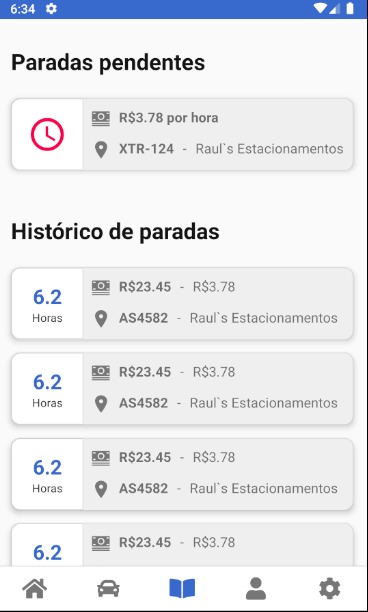 6:34
Paradas pendentes
R$3.78 por hora
XTR-124 - Raul`s Estacionamentos
Histórico de paradas
6.2
Horas
R$23.45 - R$3.78
AS4582 - Raul`s Estacionamentos
6.2
Horas
R$23.45 - R$3.78
AS4582 - Raul`s Estacionamentos
6.2
Horas
R$23.45 - R$3.78
AS4582 - Raul`s Estacionamentos
6.2
R$23.45 - R$3.78